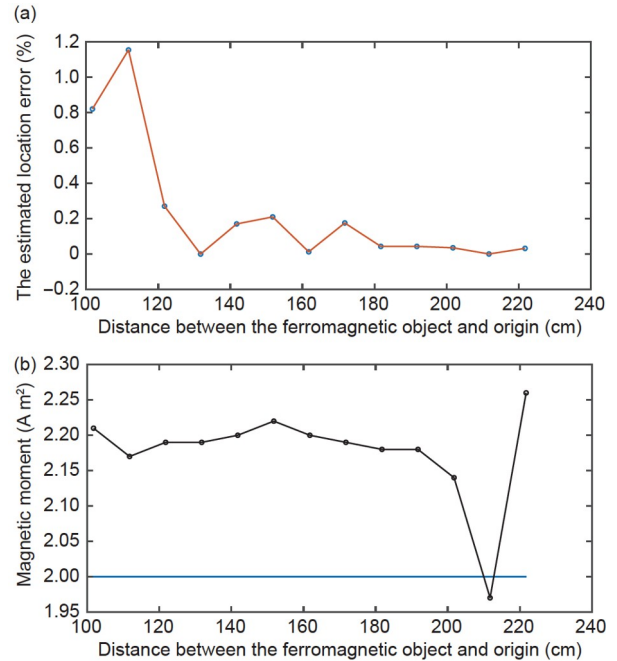 (a)
1.2
1.0
0.8
0.6
0.4
0.2
0
−0.2
The estimated location error (%)
100 120 140 160 180 200 220 240
Distance between the ferromagnetic object and origin (cm)
(b)
2.30
2.25
2.20
2.15
2.10
2.05
2.00
1.95
Magnetic moment (A m²)
100 120 140 160 180 200 220 240
Distance between the ferromagnetic object and origin (cm)